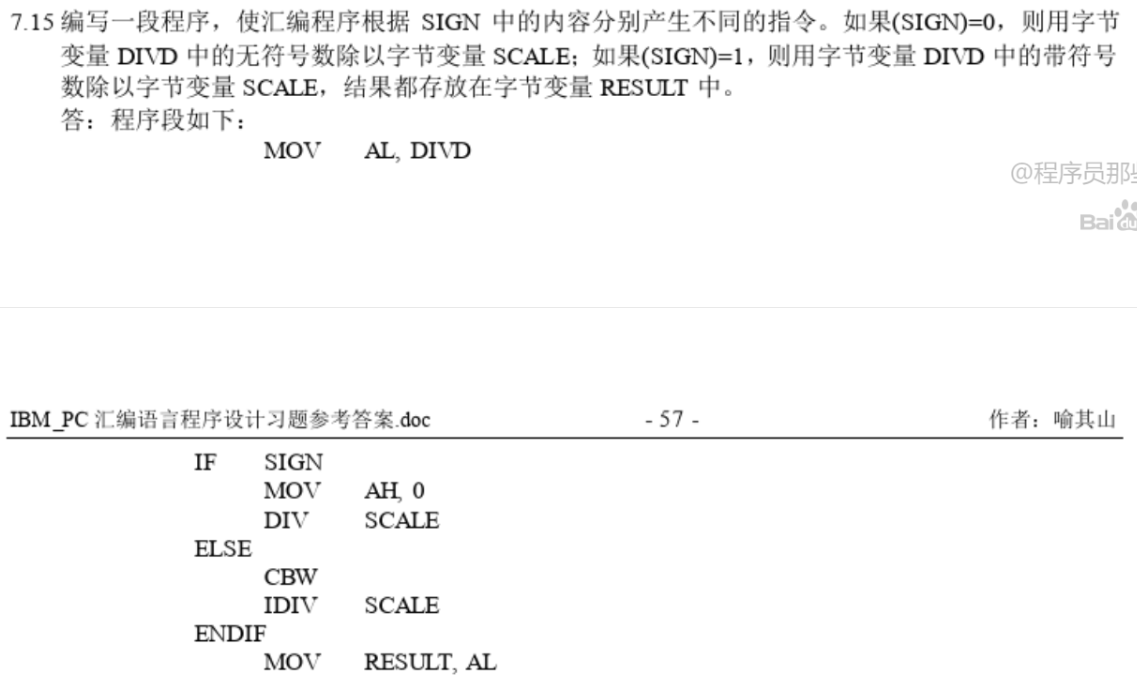 7.15 编写一段程序，使汇编程序根据 SIGN 中的内容分别产生不同的指令。如果(SIGN)=0，则用字节
变量 DIVD 中的无符号数除以字节变量 SCALE；如果(SIGN)=1，则用字节变量 DIVD 中的带符号
数除以字节变量 SCALE，结果都存放在字节变量 RESULT 中。
答：程序段如下：
MOV AL, DIVD
@程序员那些
Baidu
IBM_PC 汇编语言程序设计习题参考答案.doc - 57 - 作者：喻其山
IF SIGN
MOV AH, 0
DIV SCALE
ELSE
CBW
IDIV SCALE
ENDIF
MOV RESULT, AL